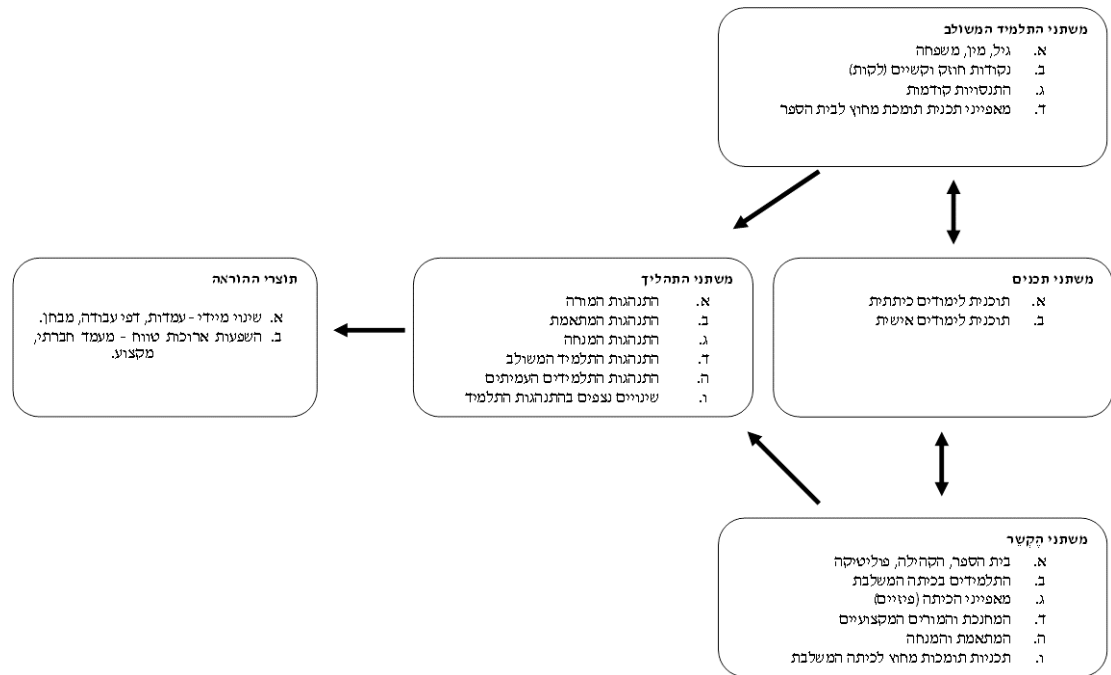 משתני התלמיד המשולב
א. גיל, מין, משפחה
ב. נקודות חוזק וקשיים (לקות)
ג. התנסויות קודמות
ד. מאפייני תכנית תומכת מחוץ לבית הספר
משתני תכנים
א. תוכנית לימודים כיתתית
ב. תוכנית לימודים אישית
משתני התהליך
א. התנהגות המורה
ב. התנהגות המתאמת
ג. התנהגות המנחה
ד. התנהגות התלמיד המשולב
ה. התנהגות התלמידים העמיתים
ו. שינויים נצפים בהתנהגות התלמיד
תוצרי ההוראה
א. שינוי מיידי - עמדות, דפי עבודה, מבחן.
ב. השפעות ארוכות טווח - מעמד חברתי,
מקצוע.
משתני הֶקְשֵר
א. בית הספר, הקהילה, פוליטיקה
ב. התלמידים בכיתה המשלבת
ג. מאפייני הכיתה (פיזיים)
ד. המחנכת והמורים המקצועיים
ה. המתאמת והמנחה
ו. תכניות תומכות מחוץ לכיתה המשלבת